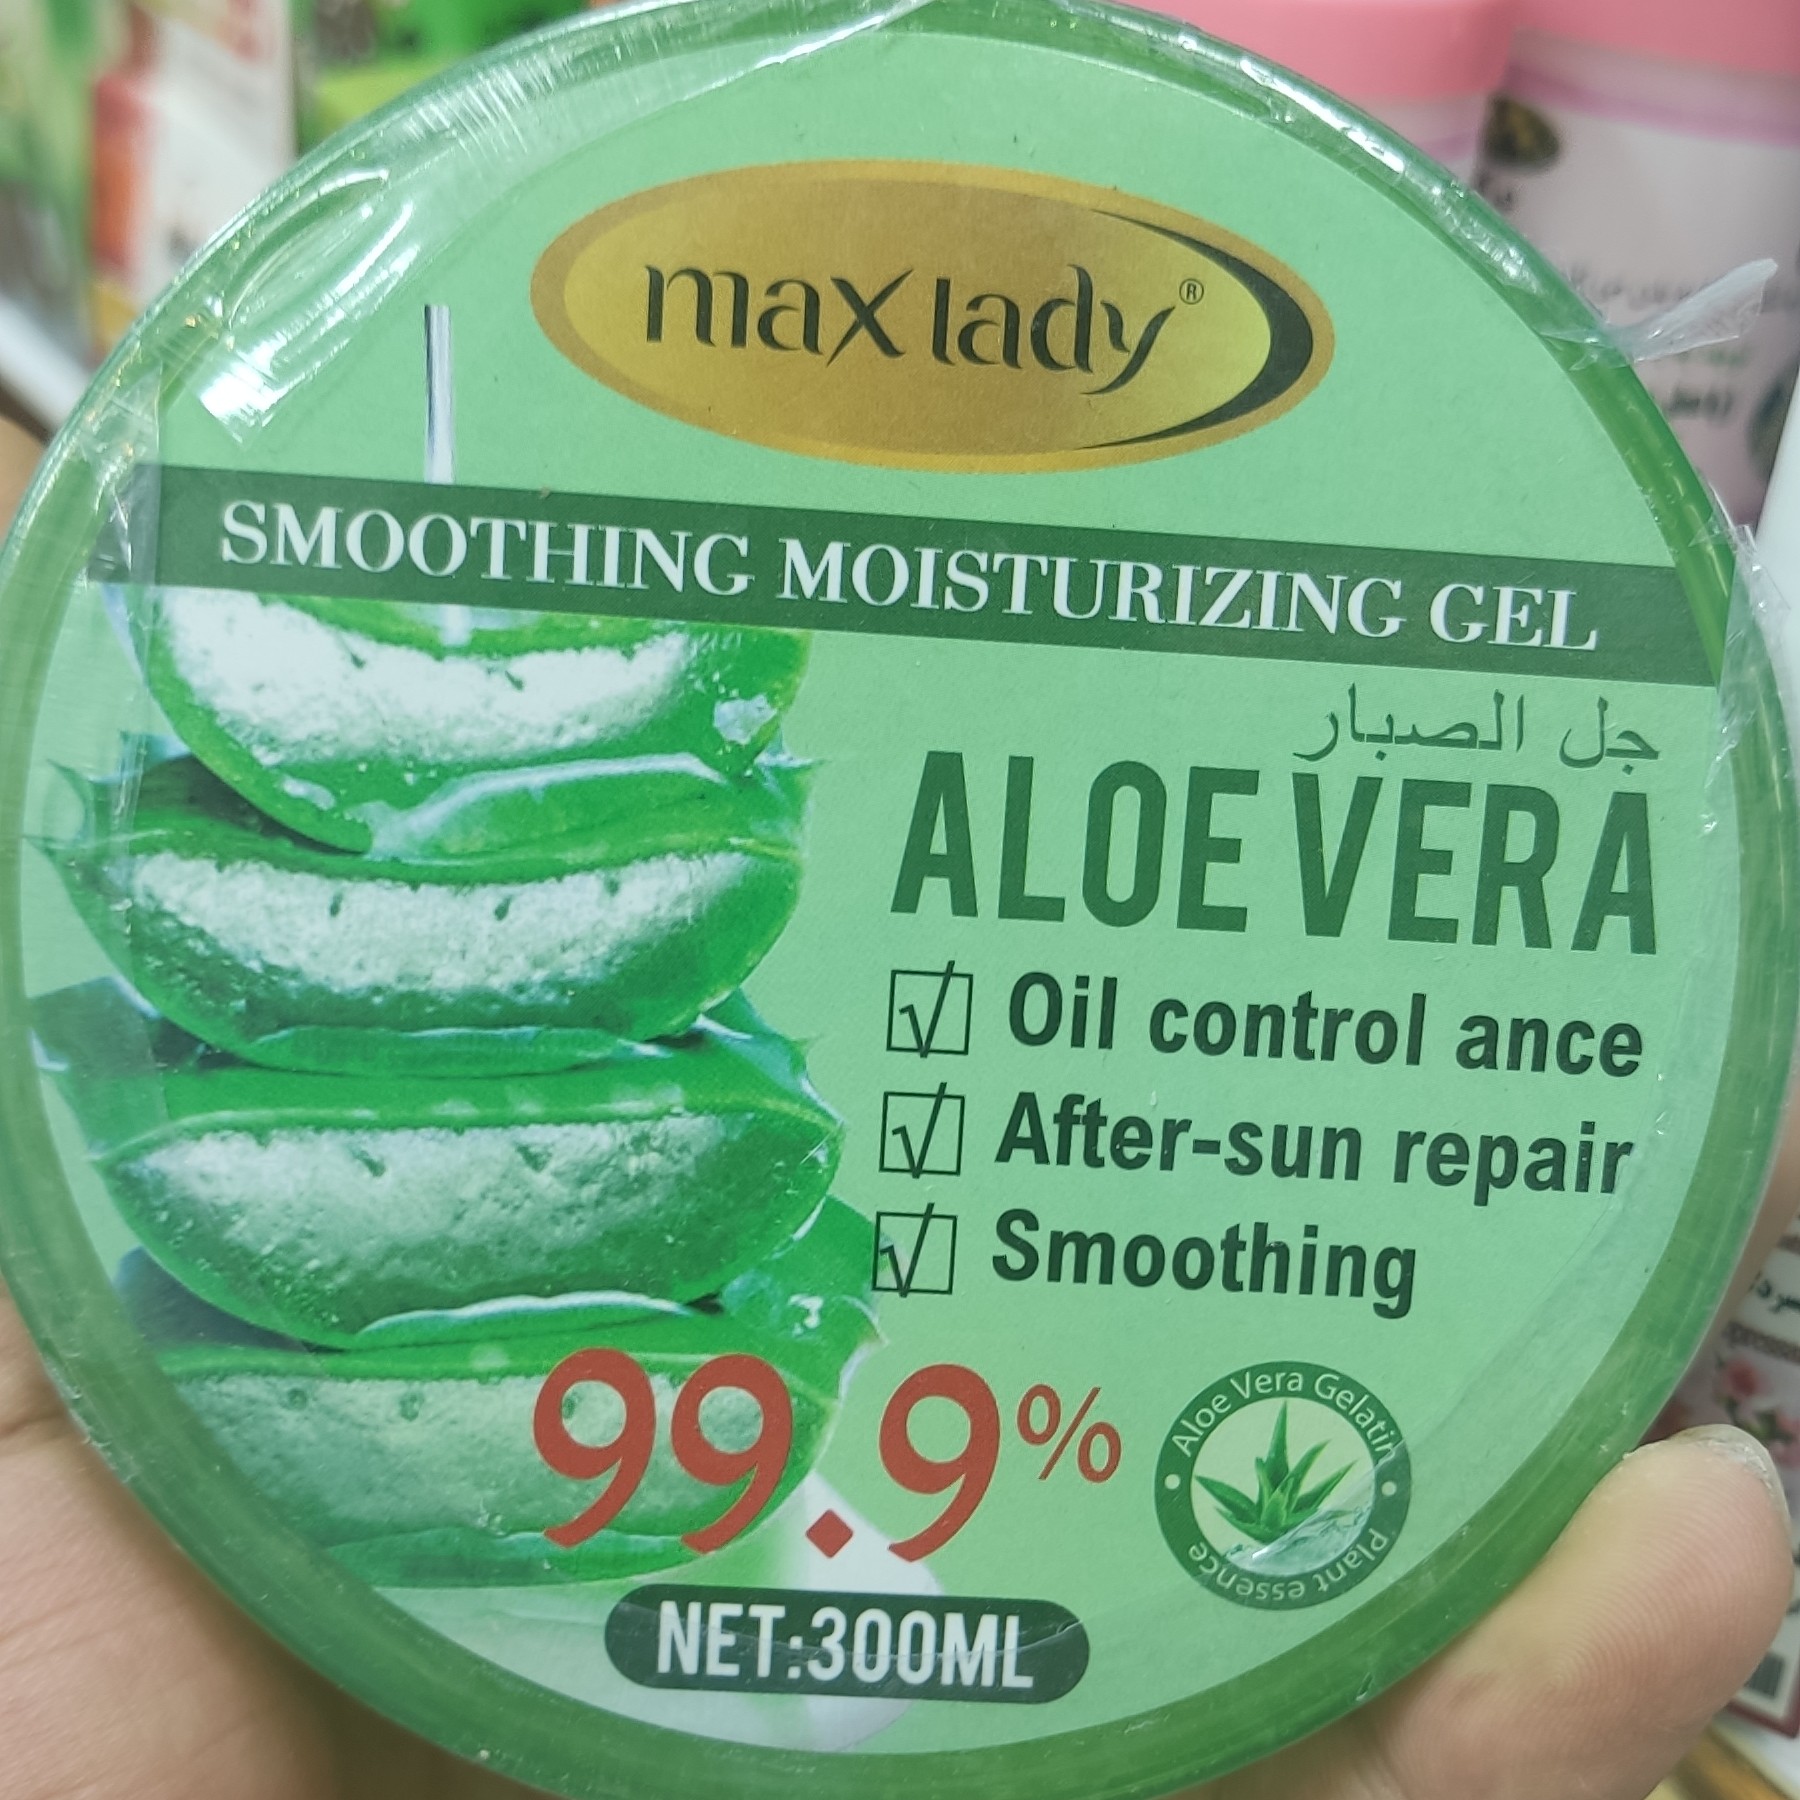 max lady®
SMOOTHING MOISTURIZING GEL
جل الصبار
ALOE VERA
Oil control ance
After-sun repair
Smoothing
99.9%
Aloe Vera Gelatin
Plant essence
NET:300ML